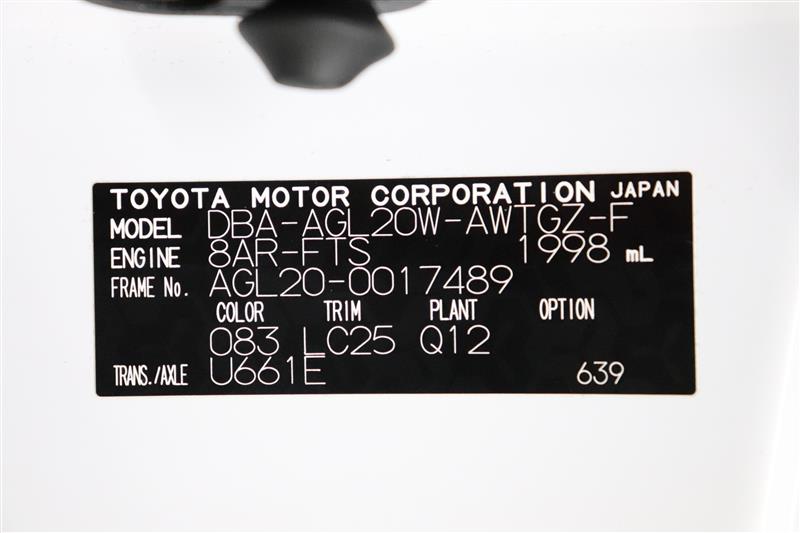 TOYOTA MOTOR CORPORATION JAPAN
MODEL DBA-AGL20W-AWTGZ-F
ENGINE 8AR-FTS 1998 mL
FRAME No. AGL20-0017489
COLOR TRIM PLANT OPTION
083 LC25 Q12
TRANS./AXLE U661E 639